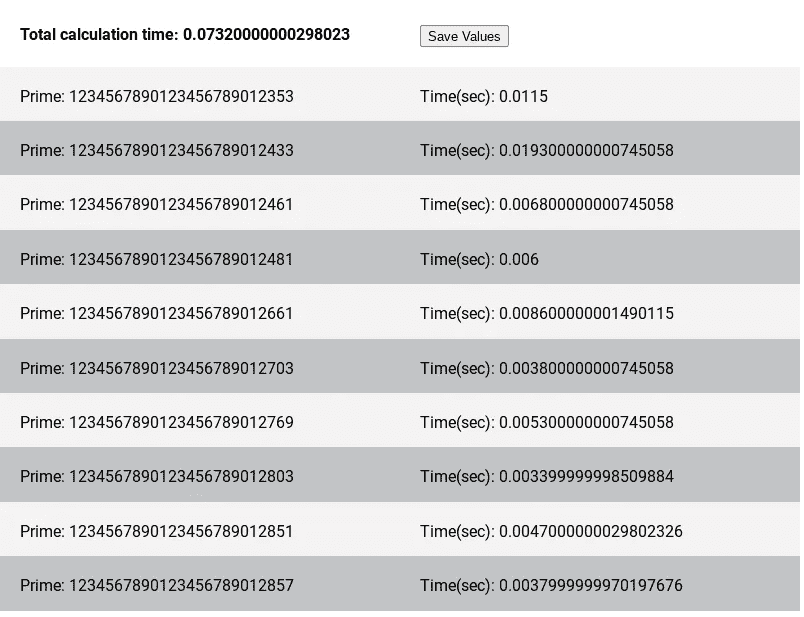 Total calculation time: 0.07320000000298023 Save Values
Prime: 1234567890123456789012353 Time(sec): 0.0115
Prime: 1234567890123456789012433 Time(sec): 0.019300000000745058
Prime: 1234567890123456789012461 Time(sec): 0.006800000000745058
Prime: 1234567890123456789012481 Time(sec): 0.006
Prime: 1234567890123456789012661 Time(sec): 0.008600000001490115
Prime: 1234567890123456789012703 Time(sec): 0.003800000000745058
Prime: 1234567890123456789012769 Time(sec): 0.005300000000745058
Prime: 1234567890123456789012803 Time(sec): 0.003399999998509884
Prime: 1234567890123456789012851 Time(sec): 0.0047000000029802326
Prime: 1234567890123456789012857 Time(sec): 0.0037999999970197676